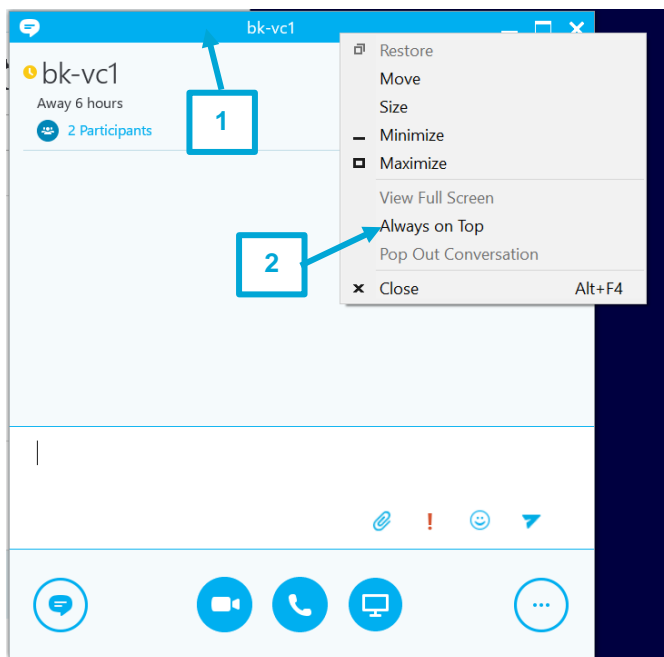 bk-vc1
bk-vc1
Away 6 hours
2 Participants
1
Restore
Move
Size
Minimize
Maximize
View Full Screen
Always on Top
Pop Out Conversation
Close Alt+F4
2
!